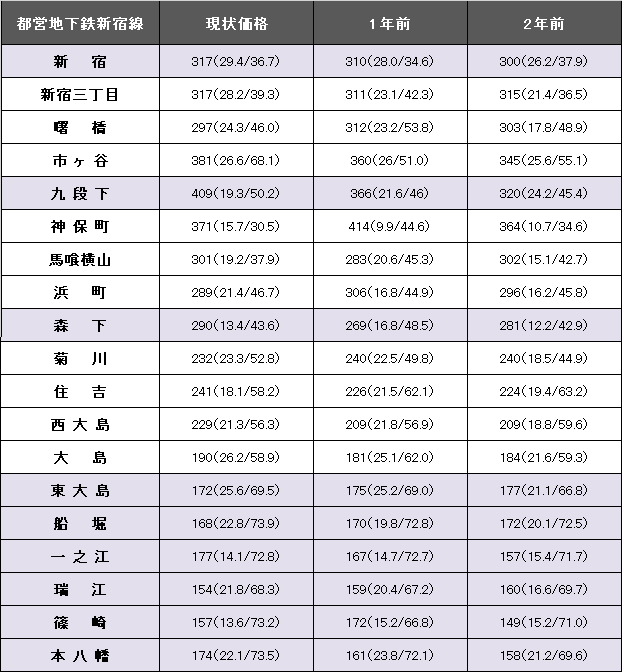 都営地下鉄新宿線 現状価格 1年前 2年前
新宿 317(29.4/36.7) 310(28.0/34.6) 300(26.2/37.9)
新宿三丁目 317(28.2/39.3) 311(23.1/42.3) 315(21.4/36.5)
曙橋 297(24.3/46.0) 312(23.2/53.8) 303(17.8/48.9)
市ヶ谷 381(26.6/68.1) 360(26/51.0) 345(25.6/55.1)
九段下 409(19.3/50.2) 366(21.6/46) 320(24.2/45.4)
神保町 371(15.7/30.5) 414(9.9/44.6) 364(10.7/34.6)
馬喰横山 301(19.2/37.9) 283(20.6/45.3) 302(15.1/42.7)
浜町 289(21.4/46.7) 306(16.8/44.9) 296(16.2/45.8)
森下 290(13.4/43.6) 269(16.8/48.5) 281(12.2/42.9)
菊川 232(23.3/52.8) 240(22.5/49.8) 240(18.5/44.9)
住吉 241(18.1/58.2) 226(21.5/62.1) 224(19.4/63.2)
西大島 229(21.3/56.3) 209(21.8/56.9) 209(18.8/59.6)
大島 190(26.2/58.9) 181(25.1/62.0) 184(21.6/59.3)
東大島 172(25.6/69.5) 175(25.2/69.0) 177(21.1/66.8)
船堀 168(22.8/73.9) 170(19.8/72.8) 172(20.1/72.5)
一之江 177(14.1/72.8) 167(14.7/72.7) 157(15.4/71.7)
瑞江 154(21.8/68.3) 159(20.4/67.2) 160(16.6/69.7)
篠崎 157(13.6/73.2) 172(15.2/66.8) 149(15.2/71.0)
本八幡 174(22.1/73.5) 161(23.8/72.1) 158(21.2/69.6)